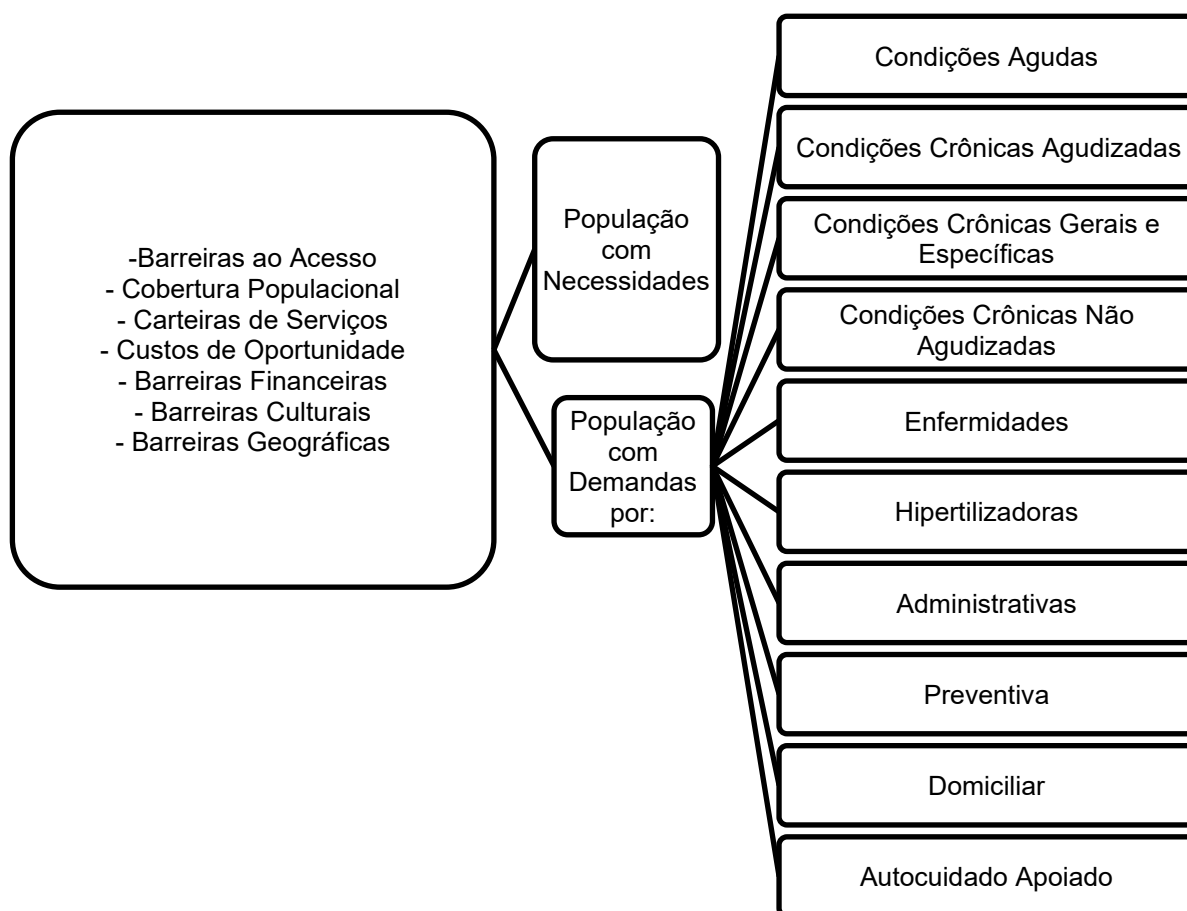 -Barreiras ao Acesso
- Cobertura Populacional
- Carteiras de Serviços
- Custos de Oportunidade
- Barreiras Financeiras
- Barreiras Culturais
- Barreiras Geográficas
População
com
Necessidades
População
com
Demandas
por:
Condições Agudas
Condições Crônicas Agudizadas
Condições Crônicas Gerais e
Específicas
Condições Crônicas Não
Agudizadas
Enfermidades
Hipertilizadoras
Administrativas
Preventiva
Domiciliar
Autocuidado Apoiado